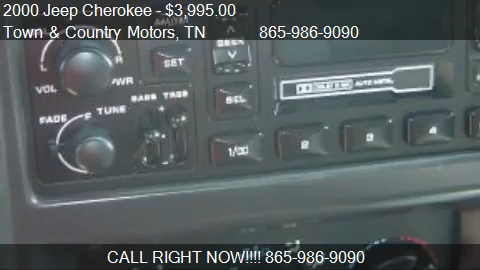 2000 Jeep Cherokee - $3,995.00
Town & Country Motors, TN 865-986-9090
SEEK
L R
SET
VOL PWR
BASS TREB
SEL
FADE F TUNE
1/00 2 3 4
CALL RIGHT NOW!!!! 865-986-9090